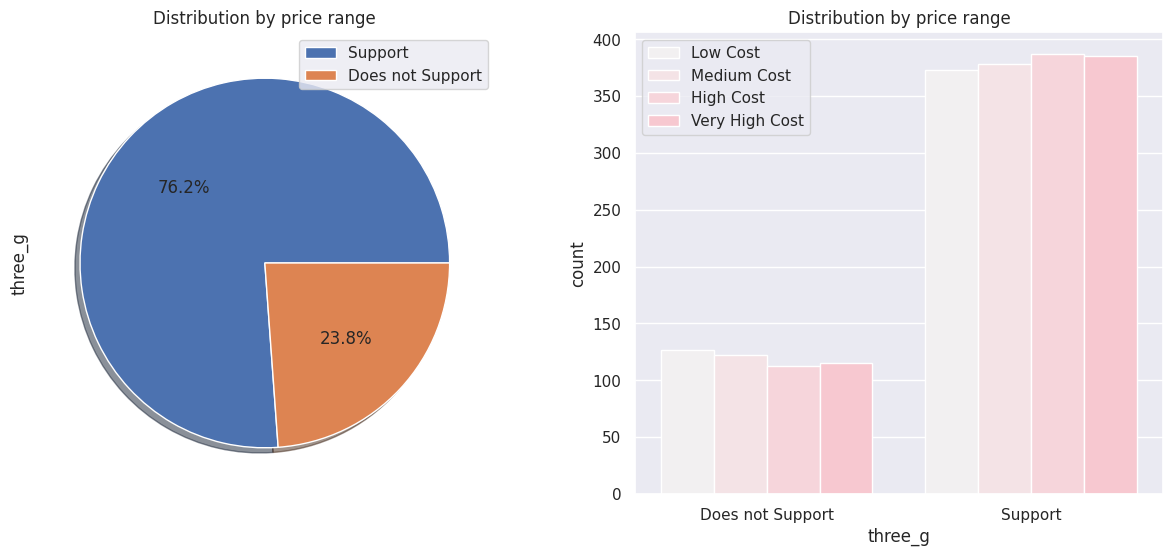 Distribution by price range
Support
Does not Support
76.2%
23.8%
three_g
Distribution by price range
Low Cost
Medium Cost
High Cost
Very High Cost
400
350
300
250
200
150
100
50
0
count
Does not Support
Support
three_g